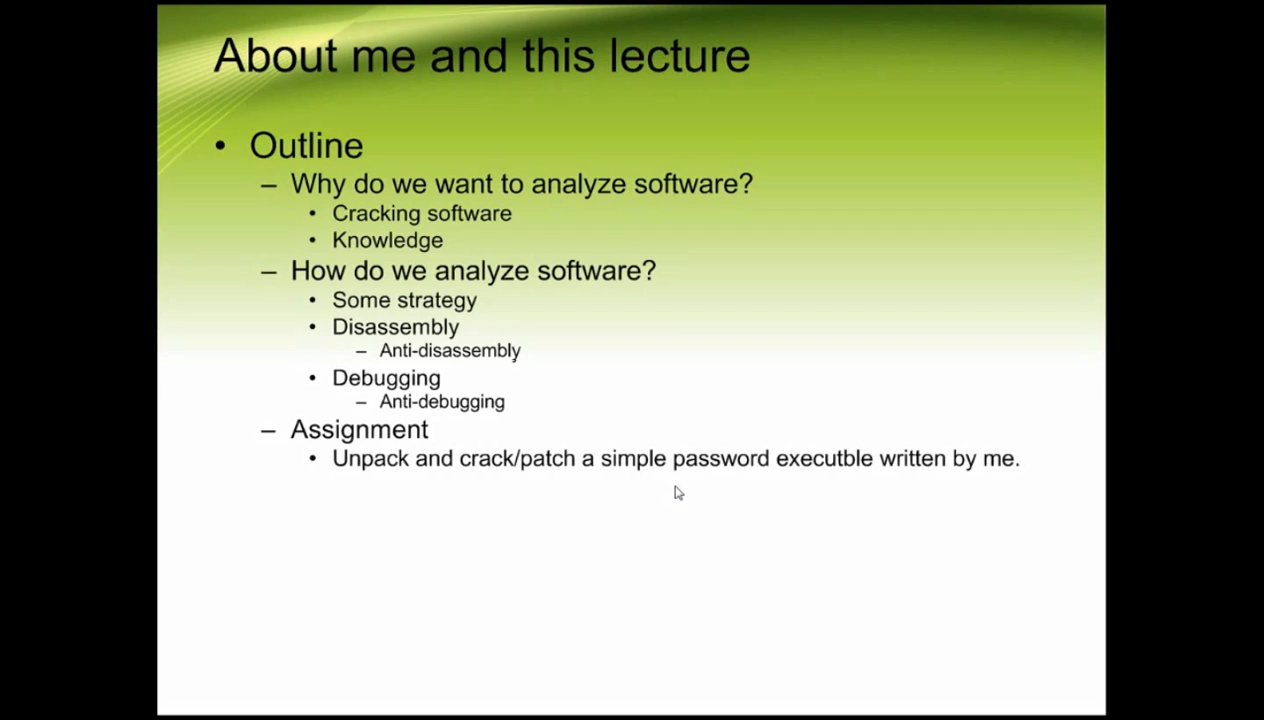 About me and this lecture
• Outline
– Why do we want to analyze software?
• Cracking software
• Knowledge
– How do we analyze software?
• Some strategy
• Disassembly
– Anti-disassembly
• Debugging
– Anti-debugging
– Assignment
• Unpack and crack/patch a simple password executble written by me.